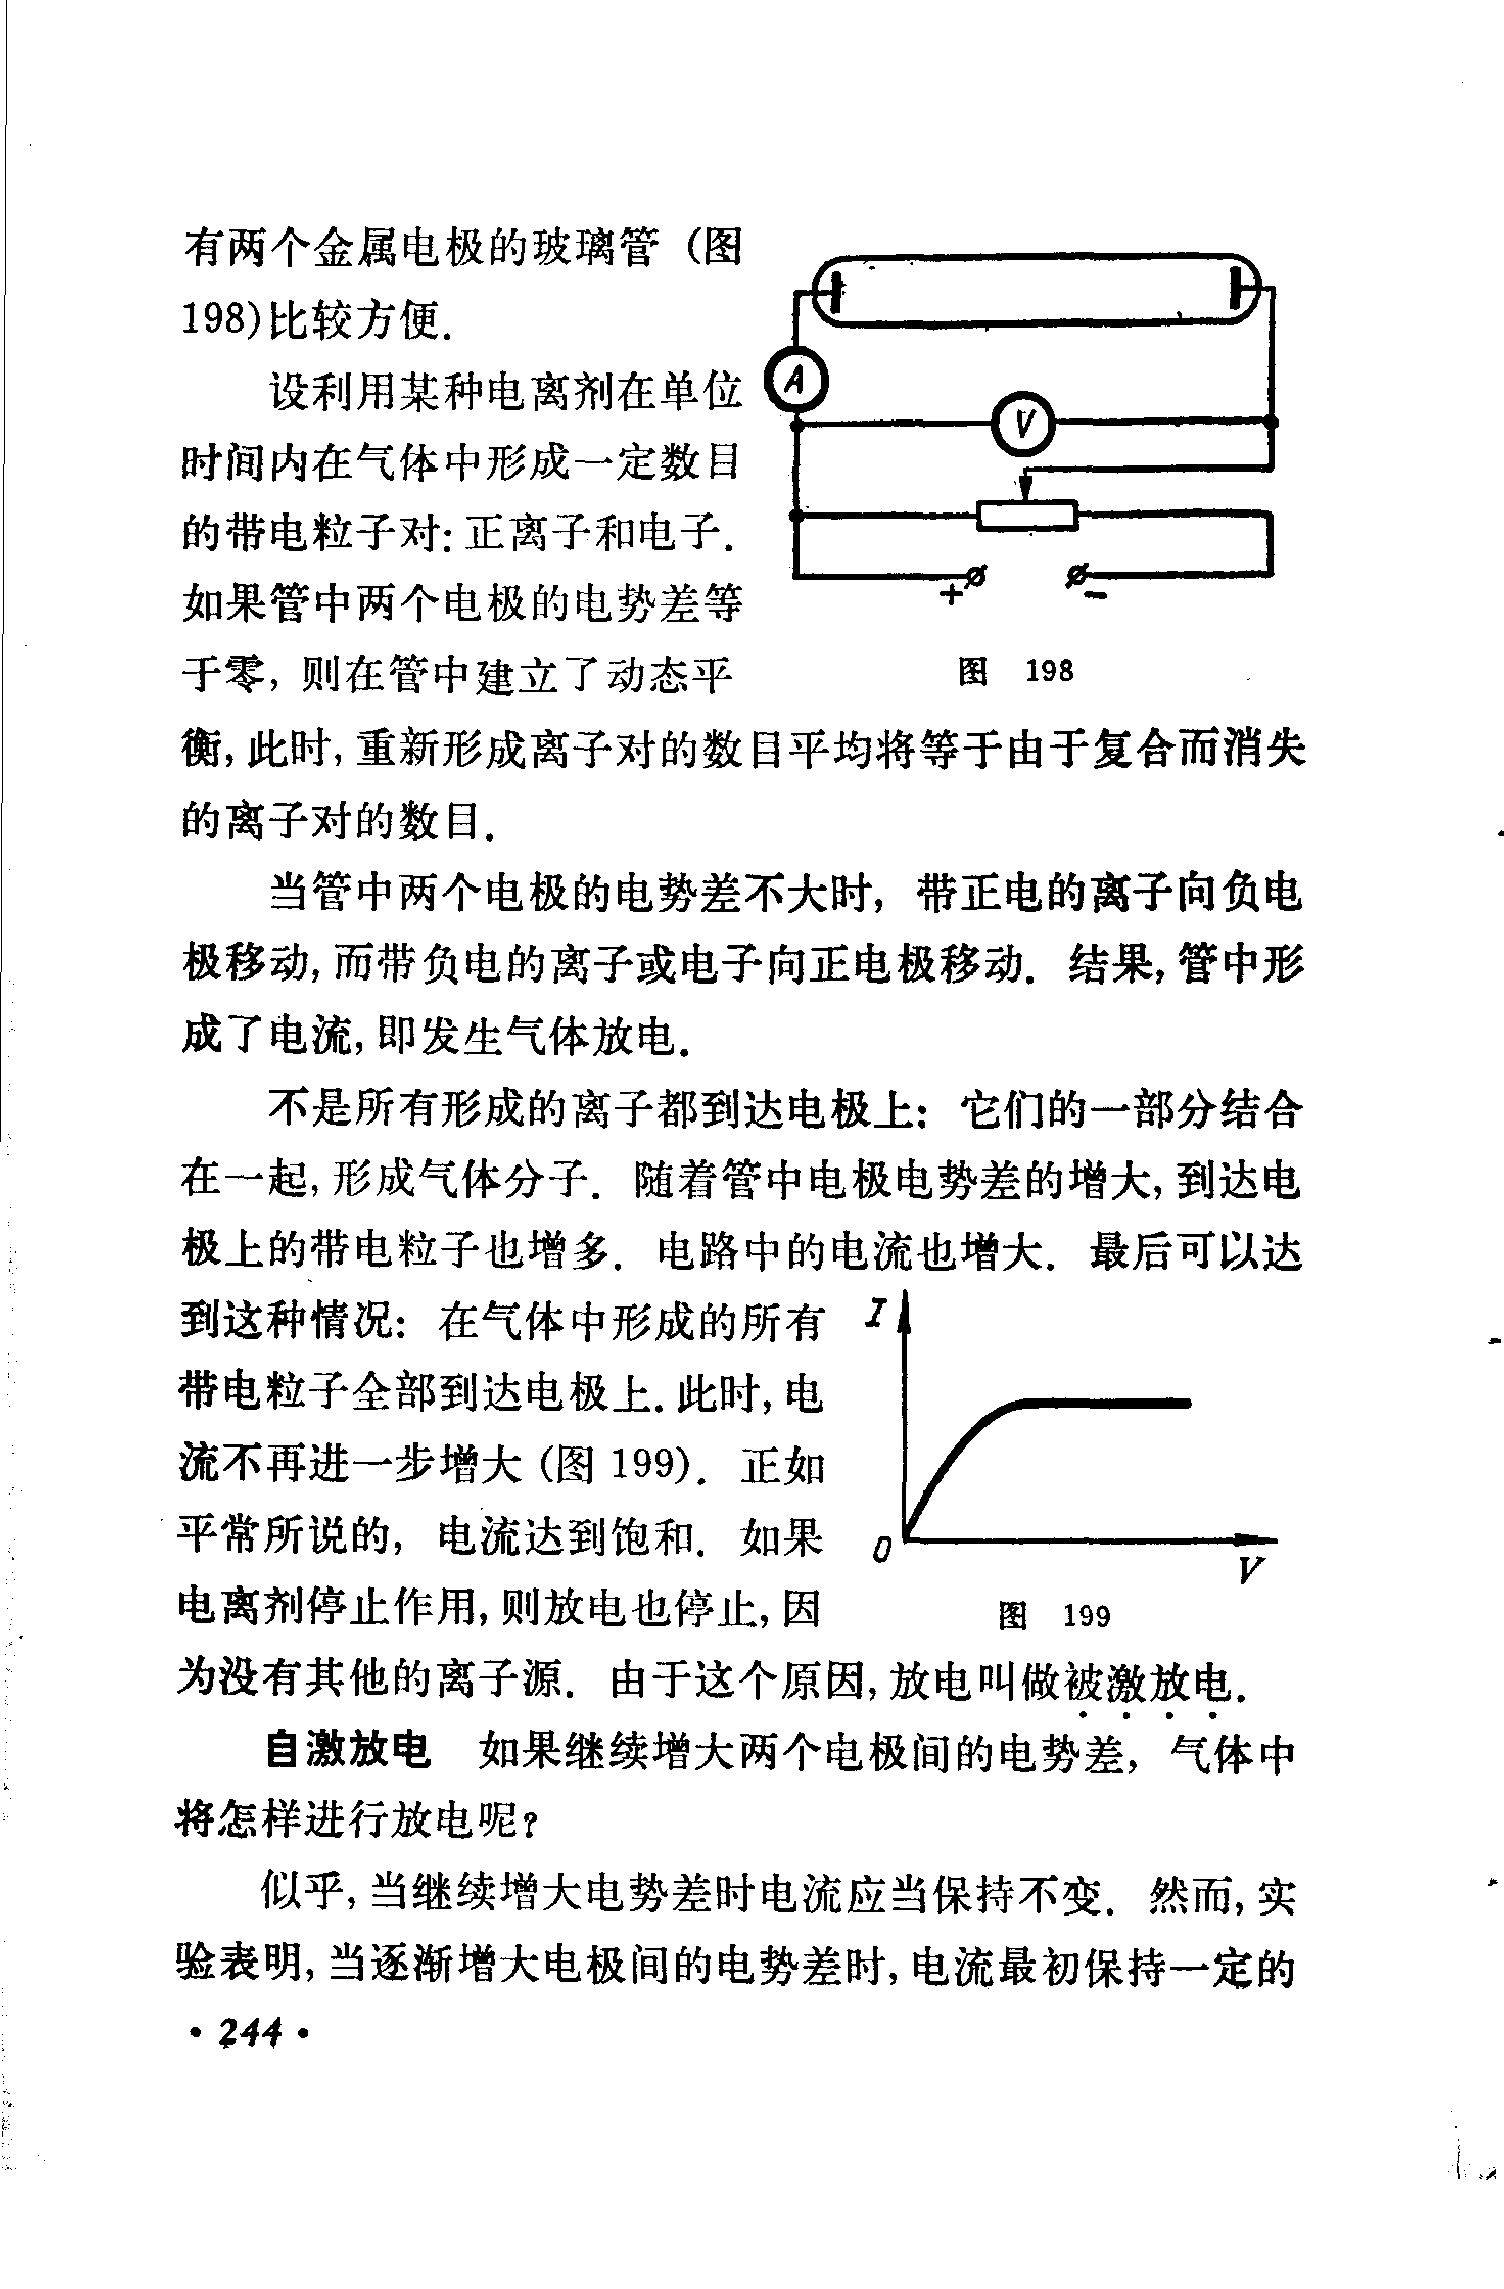 有两个金属电极的玻璃管（图
198)比较方便．
设利用某种电离剂在单位
时间内在气体中形成一定数目
的带电粒子对：正离子和电子．
如果管中两个电极的电势差等
于零，则在管中建立了动态平
A
V
+
−
图 198
衡，此时，重新形成离子对的数目平均将等于由于复合而消失
的离子对的数目．
当管中两个电极的电势差不大时，带正电的离子向负电
极移动，而带负电的离子或电子向正电极移动．结果，管中形
成了电流，即发生气体放电．
不是所有形成的离子都到达电极上：它们的一部分结合
在一起，形成气体分子．随着管中电极电势差的增大，到达电
极上的带电粒子也增多．电路中的电流也增大．最后可以达
到这种情况：在气体中形成的所有
带电粒子全部到达电极上．此时，电
流不再进一步增大（图 199)．正如
平常所说的，电流达到饱和．如果
电离剂停止作用，则放电也停止，因
I
O
V
图 199
为没有其他的离子源．由于这个原因，放电叫做被激放电．
自激放电 如果继续增大两个电极间的电势差，气体中
将怎样进行放电呢？
似乎，当继续增大电势差时电流应当保持不变．然而，实
验表明，当逐渐增大电极间的电势差时，电流最初保持一定的
· 244 ·